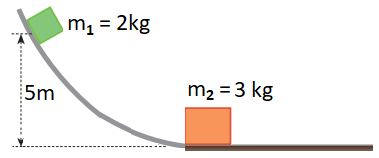 m₁ = 2kg
5m
m₂ = 3 kg